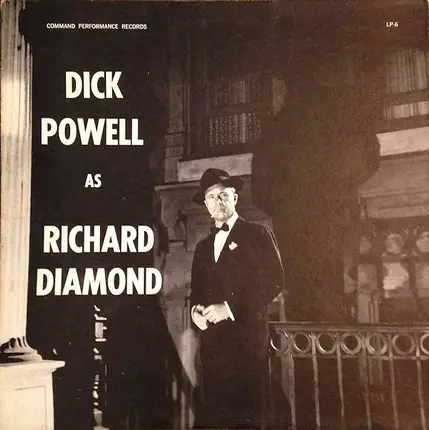 COMMAND PERFORMANCE RECORDS
LP-6
DICK
POWELL
AS
RICHARD
DIAMOND